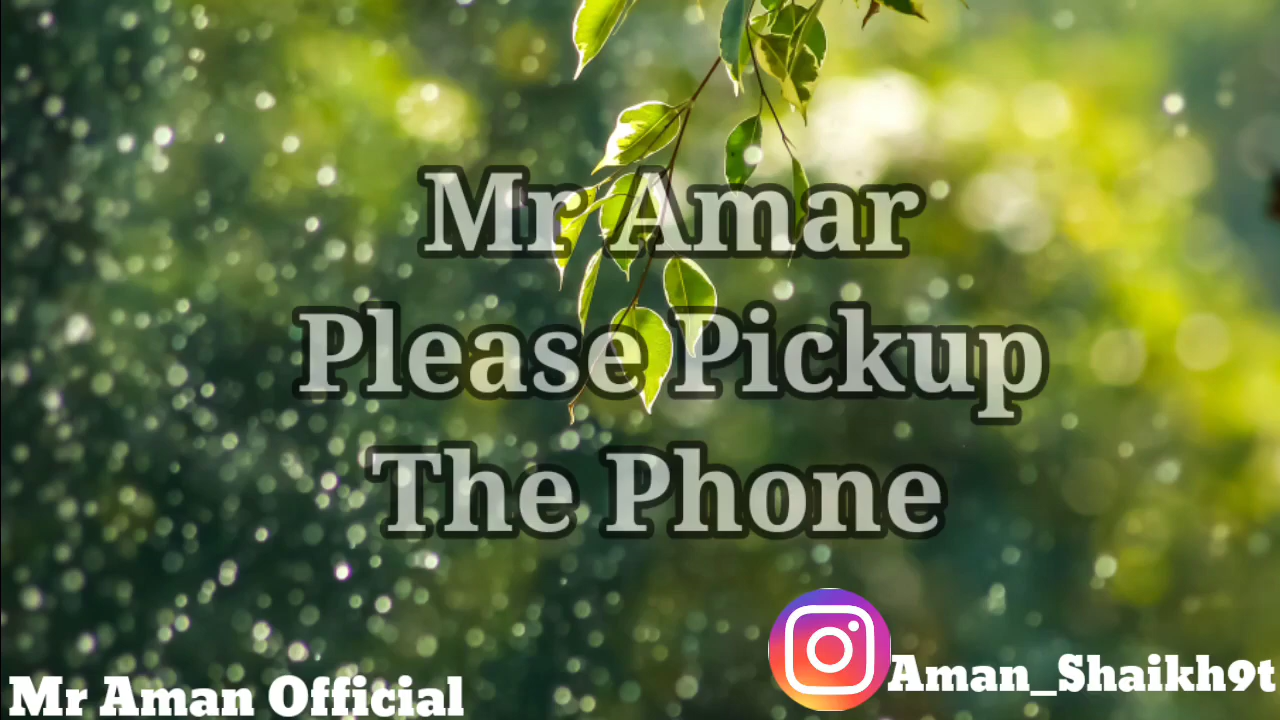 Mr Amar
Please Pickup
The Phone
Mr Aman Official
Aman_Shaikh9t